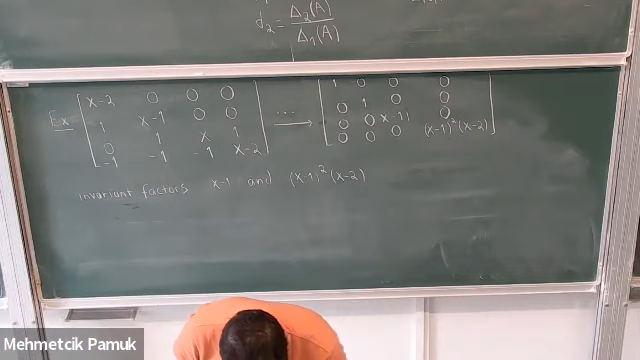 d₂ = Δ₂(A) / Δ₁(A)
Ex
x-2 0 0 0
1 x-1 0 0
0 1 x 1
-1 -1 -1 x-2
... →
1 0 0 0
0 1 0 0
0 0 x-1 0
0 0 0 (x-1)²(x-2)
invariant factors x-1 and (x-1)²(x-2)
Mehmetcik Pamuk